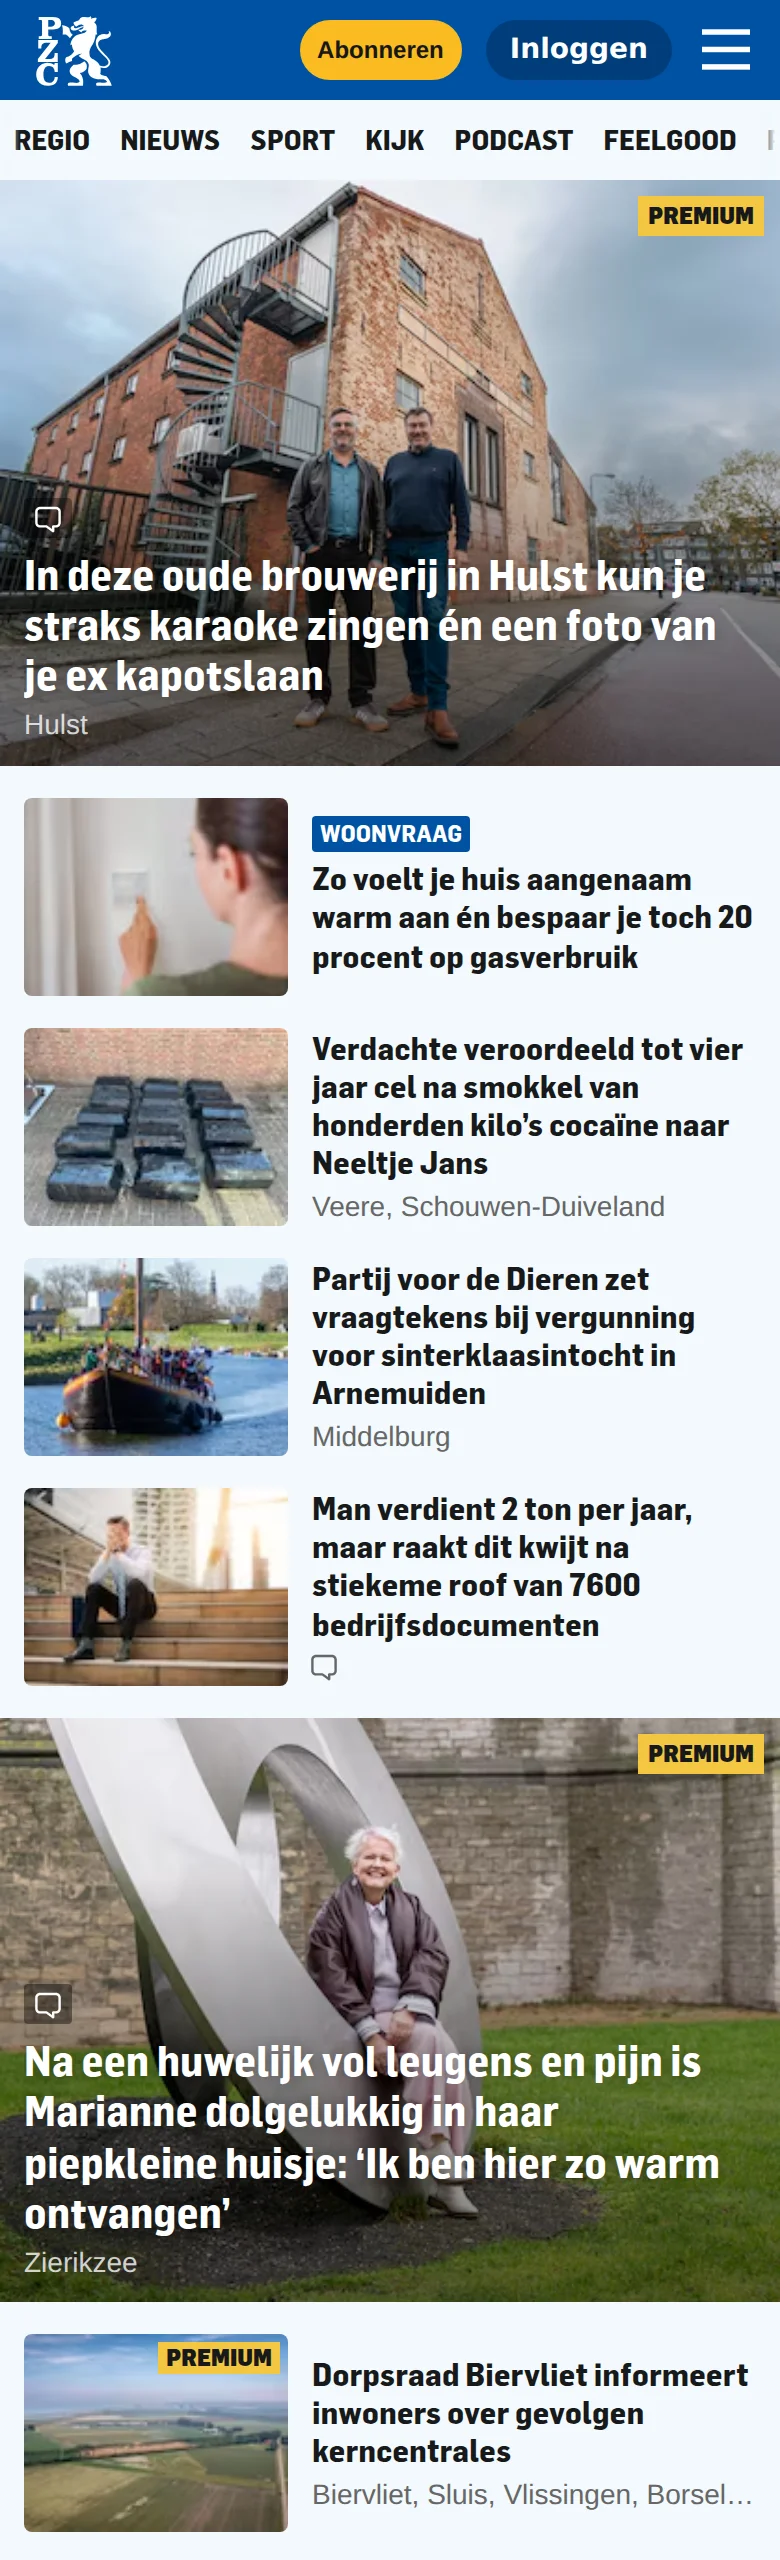 PZC
Abonneren
Inloggen
REGIO NIEUWS SPORT KIJK PODCAST FEELGOOD
PREMIUM
In deze oude brouwerij in Hulst kun je
straks karaoke zingen én een foto van
je ex kapotslaan
Hulst
WOONVRAAG
Zo voelt je huis aangenaam
warm aan én bespaar je toch 20
procent op gasverbruik
Verdachte veroordeeld tot vier
jaar cel na smokkel van
honderden kilo’s cocaïne naar
Neeltje Jans
Veere, Schouwen-Duiveland
Partij voor de Dieren zet
vraagtekens bij vergunning
voor sinterklaasintocht in
Arnemuiden
Middelburg
Man verdient 2 ton per jaar,
maar raakt dit kwijt na
stiekeme roof van 7600
bedrijfsdocumenten
PREMIUM
Na een huwelijk vol leugens en pijn is
Marianne dolgelukkig in haar
piepkleine huisje: ‘Ik ben hier zo warm
ontvangen’
Zierikzee
PREMIUM
Dorpsraad Biervliet informeert
inwoners over gevolgen
kerncentrales
Biervliet, Sluis, Vlissingen, Borsel…